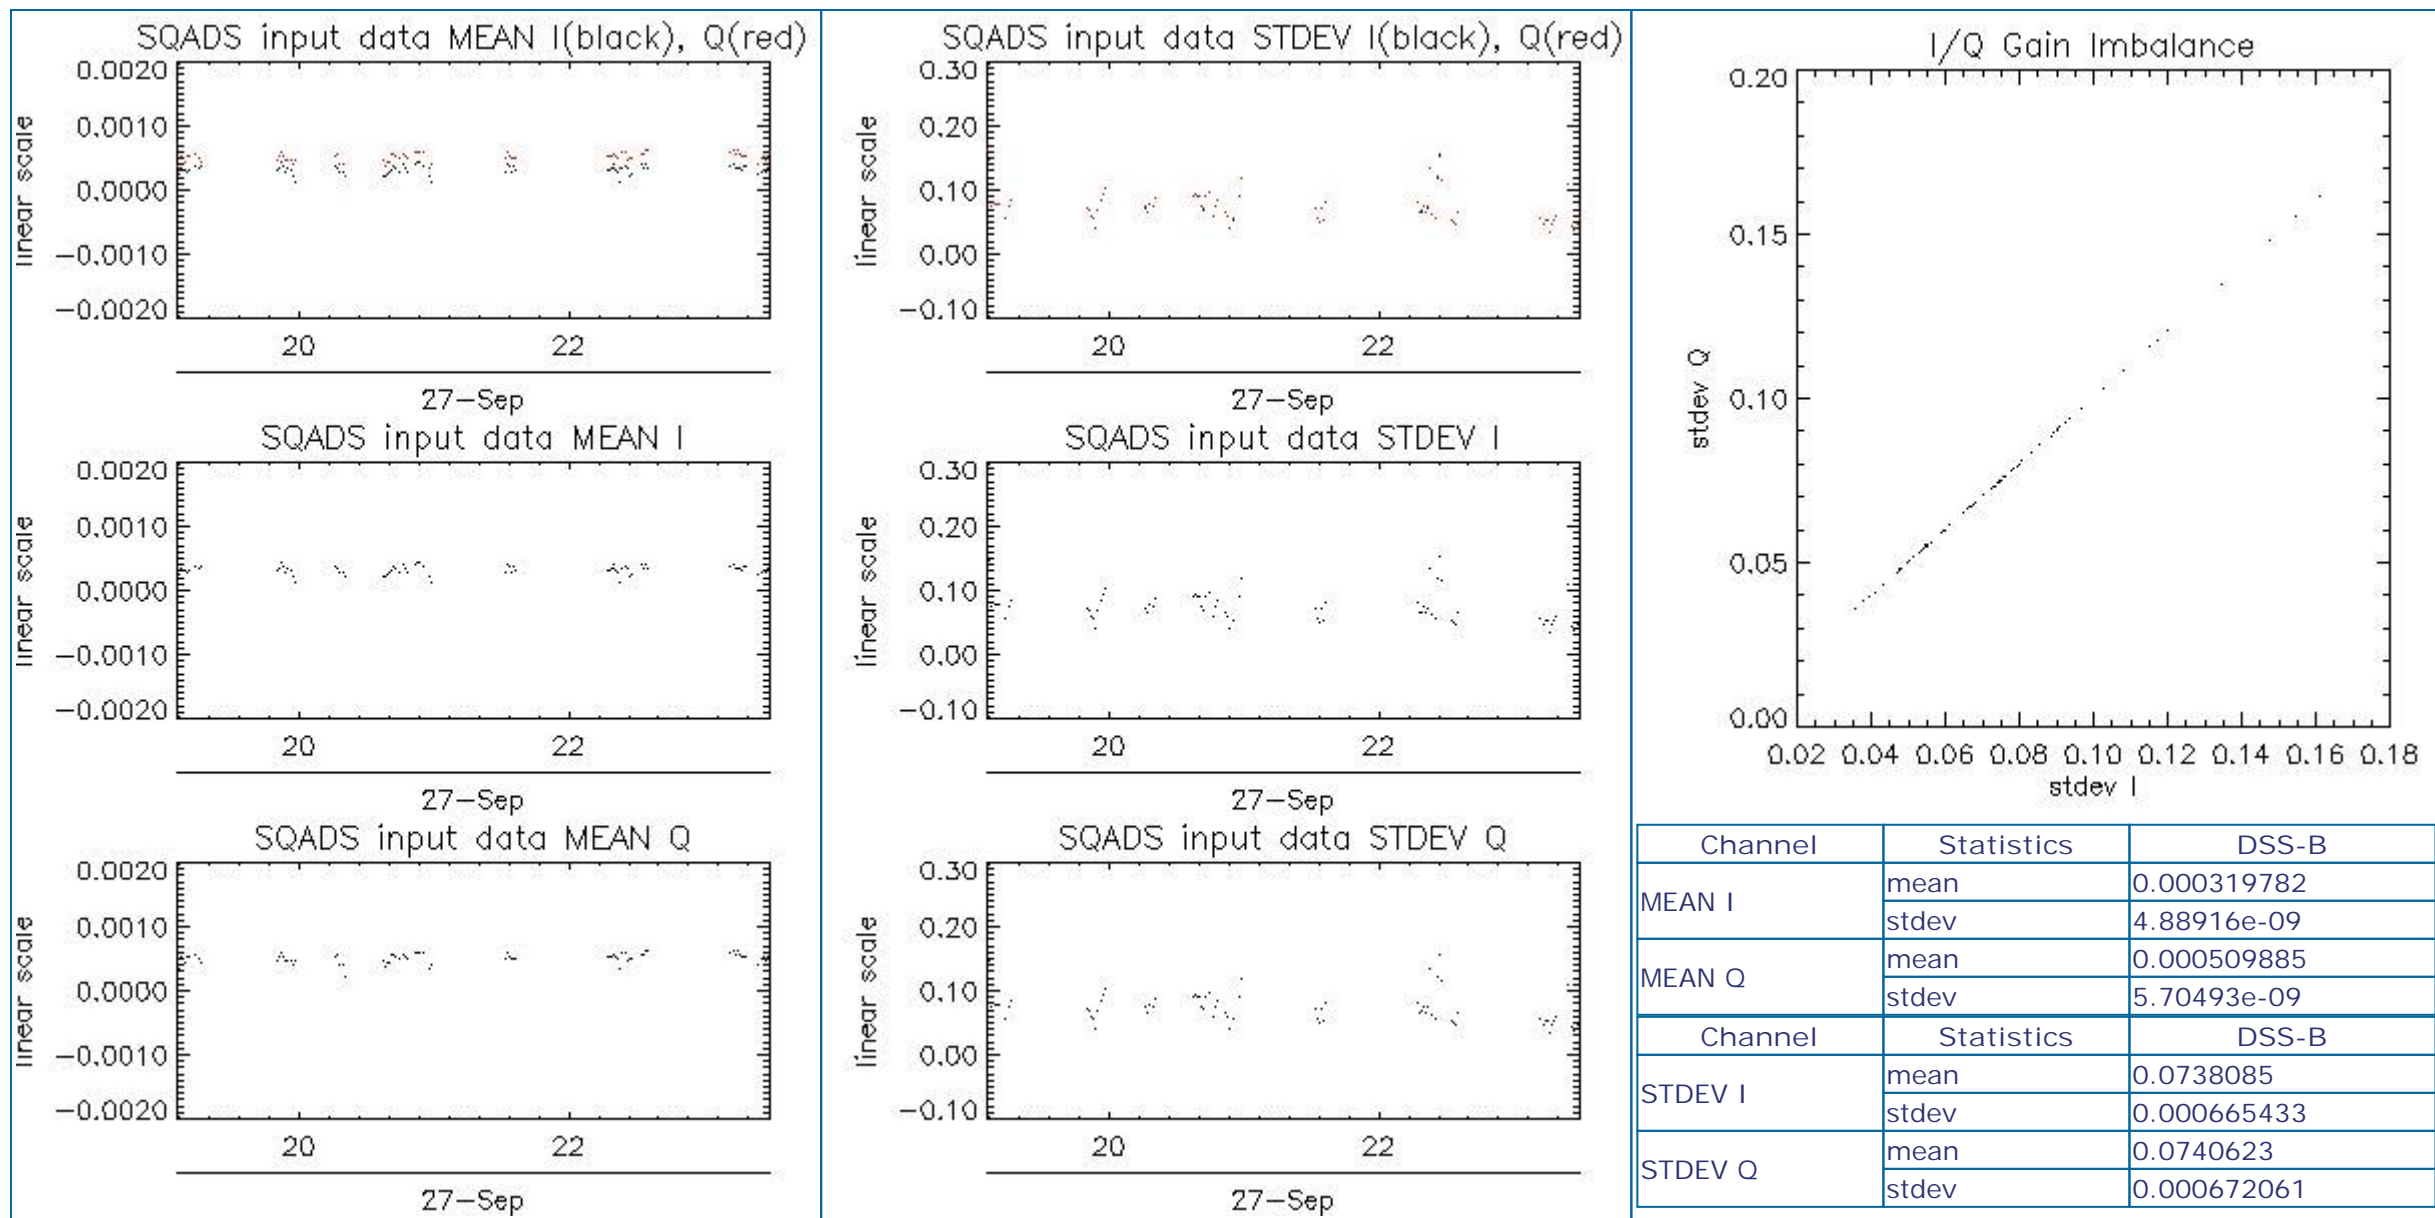 SQADS input data MEAN I(black), Q(red)
linear scale
0.0020
0.0010
0.0000
-0.0010
-0.0020
20 22
27-Sep
SQADS input data MEAN I
linear scale
0.0020
0.0010
0.0000
-0.0010
-0.0020
20 22
27-Sep
SQADS input data MEAN Q
linear scale
0.0020
0.0010
0.0000
-0.0010
-0.0020
20 22
27-Sep
SQADS input data STDEV I(black), Q(red)
linear scale
0.30
0.20
0.10
0.00
-0.10
20 22
27-Sep
SQADS input data STDEV I
linear scale
0.30
0.20
0.10
0.00
-0.10
20 22
27-Sep
SQADS input data STDEV Q
linear scale
0.30
0.20
0.10
0.00
-0.10
20 22
27-Sep
I/Q Gain Imbalance
stdev Q
0.20
0.15
0.10
0.05
0.00
0.02 0.04 0.06 0.08 0.10 0.12 0.14 0.16 0.18
stdev I
Channel Statistics DSS-B
MEAN I
mean 0.000319782
stdev 4.88916e-09
MEAN Q
mean 0.000509885
stdev 5.70493e-09
Channel Statistics DSS-B
STDEV I
mean 0.0738085
stdev 0.000665433
STDEV Q
mean 0.0740623
stdev 0.000672061